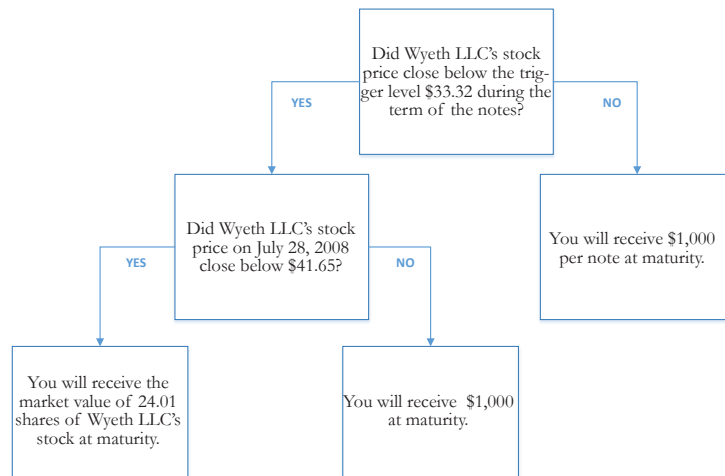 Did Wyeth LLC's stock
price close below the trig-
ger level $33.32 during the
term of the notes?
YES
NO
Did Wyeth LLC's stock
price on July 28, 2008
close below $41.65?
You will receive $1,000
per note at maturity.
YES
NO
You will receive the
market value of 24.01
shares of Wyeth LLC's
stock at maturity.
You will receive $1,000
at maturity.